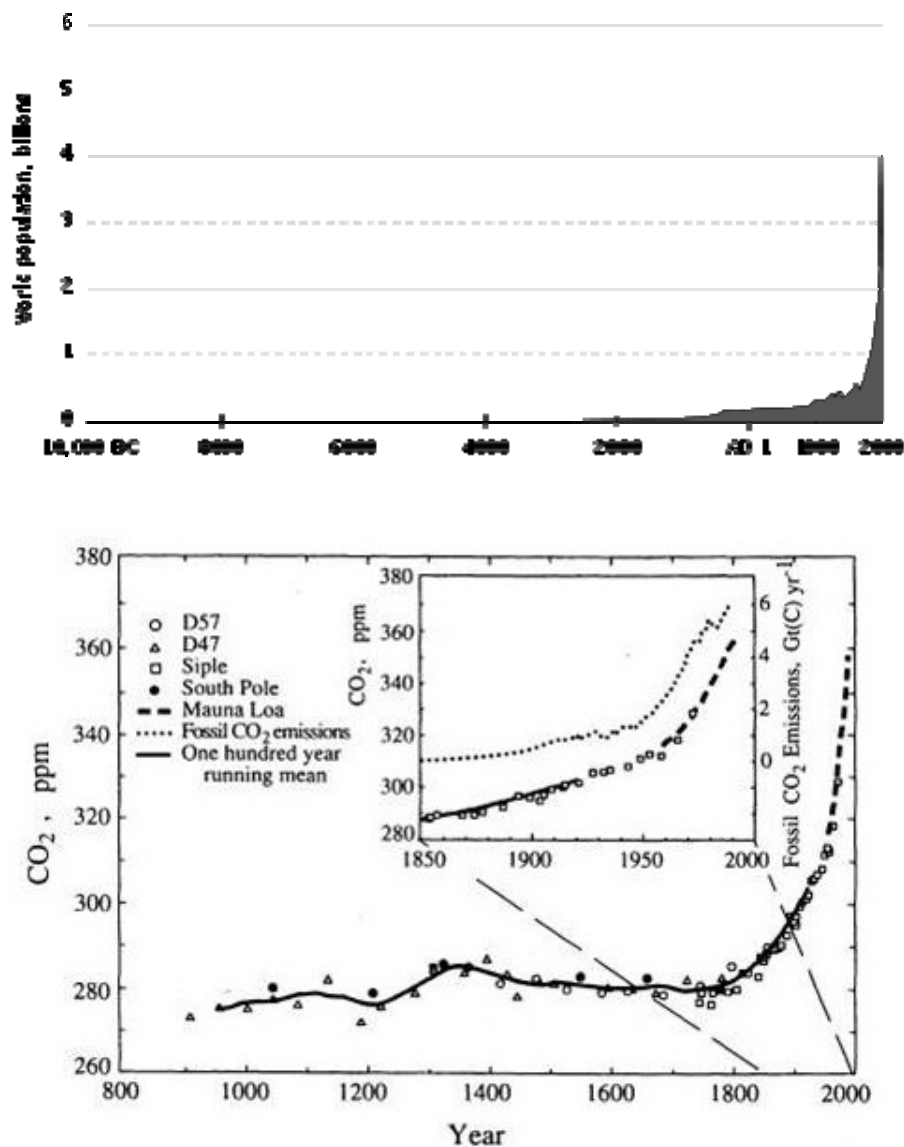 6
5
World population, billions
4
3
2
1
0
10,000 BC 8000 6000 4000 2000 AD 1 1000 2000
380
360
340
320
300
280
260
CO2, ppm
D57
D47
Siple
South Pole
Mauna Loa
Fossil CO2 emissions
One hundred year
running mean
380
360
340
320
300
280
CO2, ppm
6
4
2
0
Fossil CO2 Emissions, Gt(C) yr-1
1850 1900 1950 2000
800 1000 1200 1400 1600 1800 2000
Year